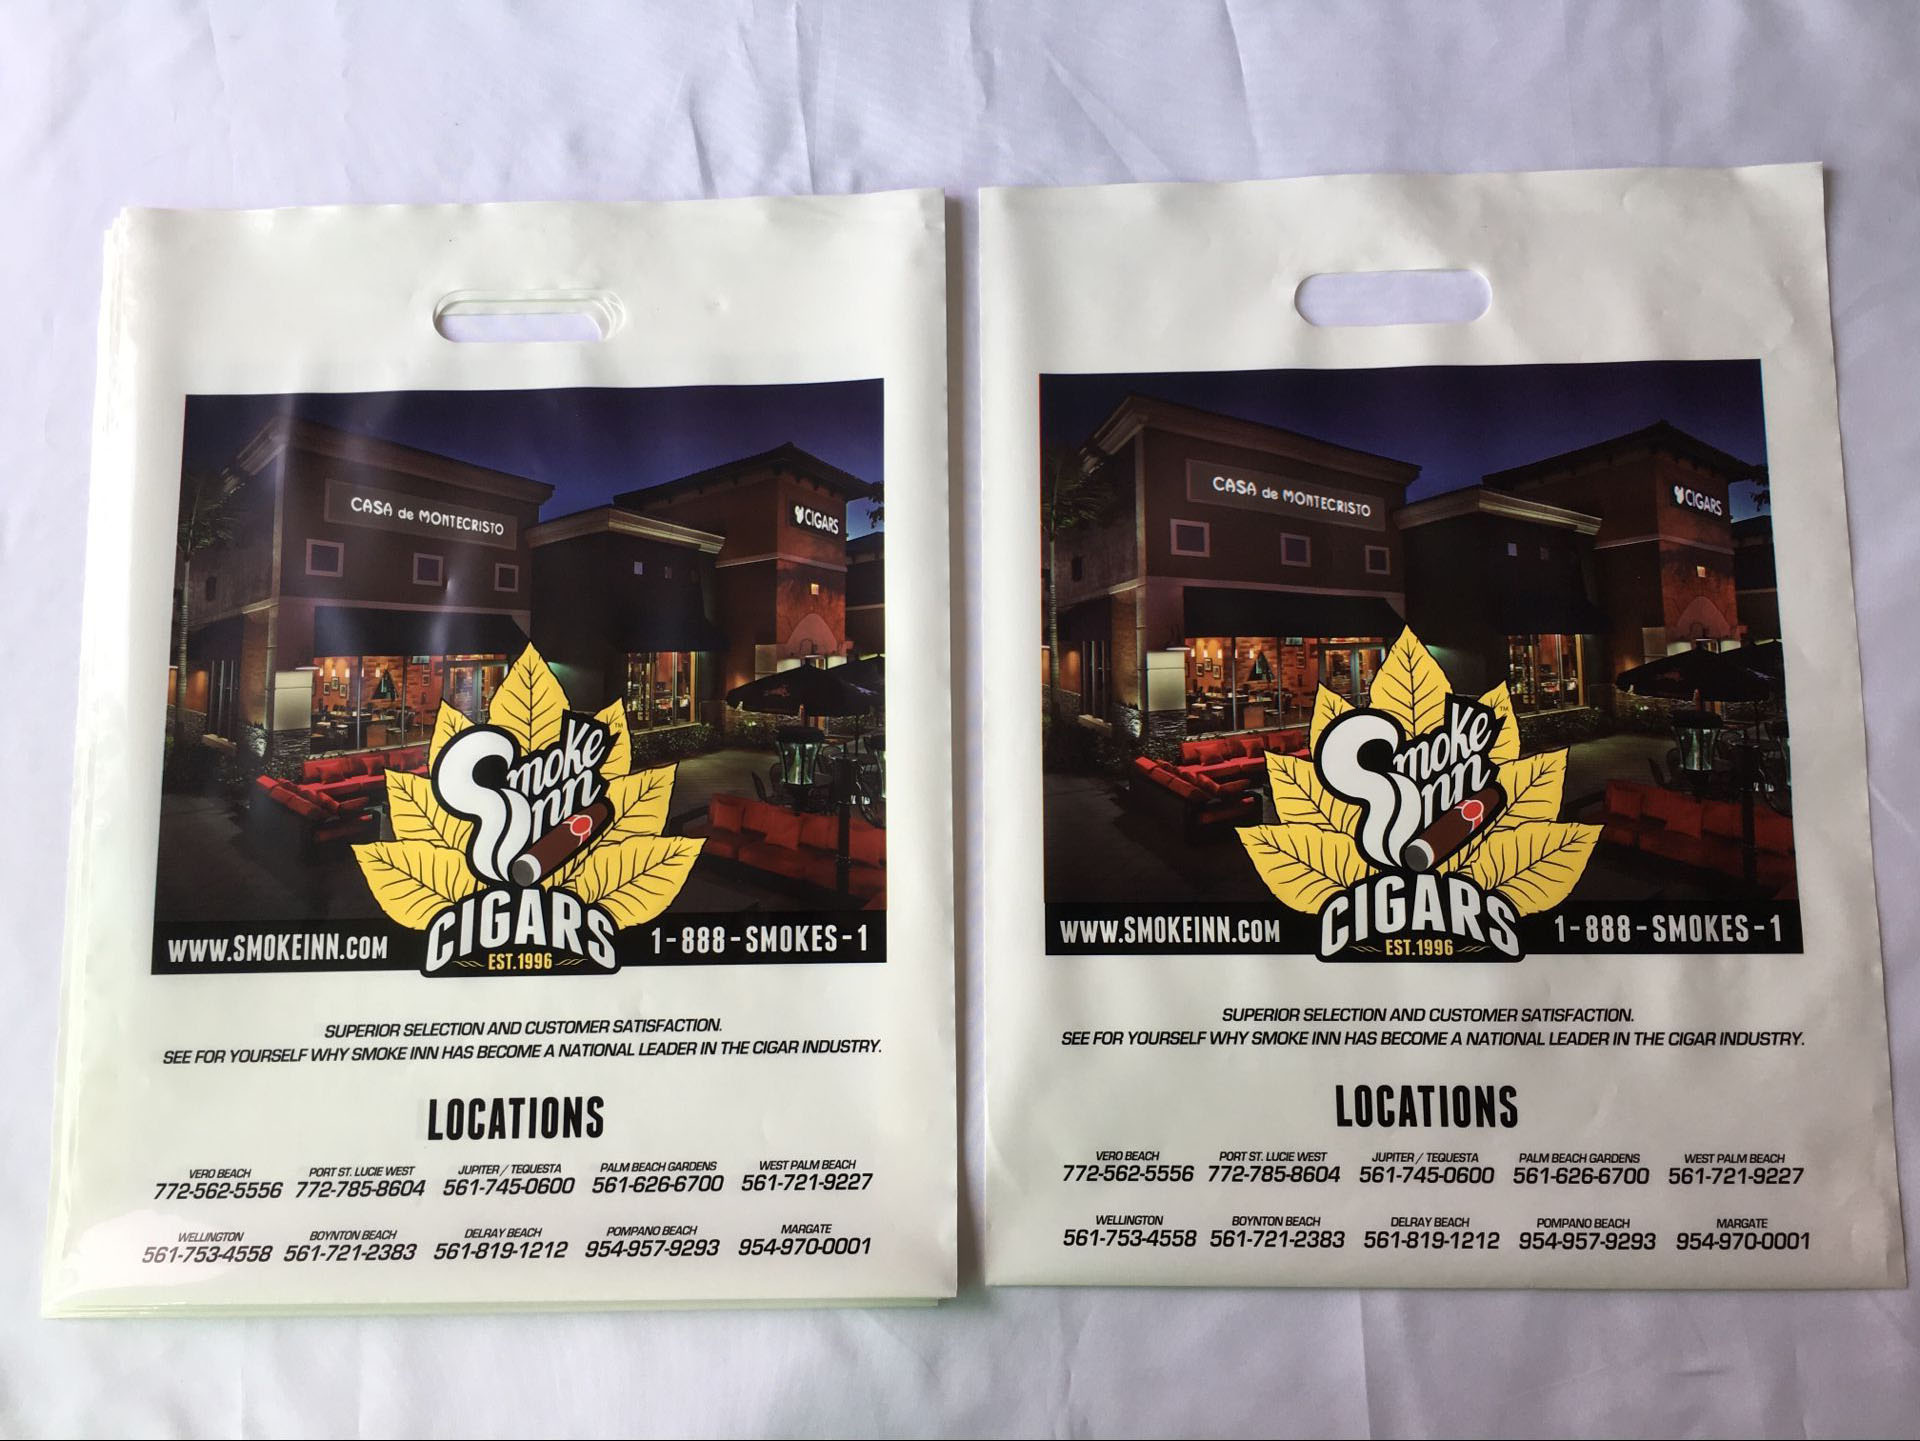 CASA de MONTECRISTO
CIGARS
Smoke
Inn
™
CIGARS
EST.1996
WWW.SMOKEINN.COM
1-888-SMOKES-1
SUPERIOR SELECTION AND CUSTOMER SATISFACTION.
SEE FOR YOURSELF WHY SMOKE INN HAS BECOME A NATIONAL LEADER IN THE CIGAR INDUSTRY.
LOCATIONS
VERO BEACH PORT ST. LUCIE WEST JUPITER / TEQUESTA PALM BEACH GARDENS WEST PALM BEACH
772-562-5556 772-785-8604 561-745-0600 561-626-6700 561-721-9227
WELLINGTON BOYNTON BEACH DELRAY BEACH POMPANO BEACH MARGATE
561-753-4558 561-721-2383 561-819-1212 954-957-9293 954-970-0001
CASA de MONTECRISTO
CIGARS
Smoke
Inn
™
CIGARS
EST.1996
WWW.SMOKEINN.COM
1-888-SMOKES-1
SUPERIOR SELECTION AND CUSTOMER SATISFACTION.
SEE FOR YOURSELF WHY SMOKE INN HAS BECOME A NATIONAL LEADER IN THE CIGAR INDUSTRY.
LOCATIONS
VERO BEACH PORT ST. LUCIE WEST JUPITER / TEQUESTA PALM BEACH GARDENS WEST PALM BEACH
772-562-5556 772-785-8604 561-745-0600 561-626-6700 561-721-9227
WELLINGTON BOYNTON BEACH DELRAY BEACH POMPANO BEACH MARGATE
561-753-4558 561-721-2383 561-819-1212 954-957-9293 954-970-0001